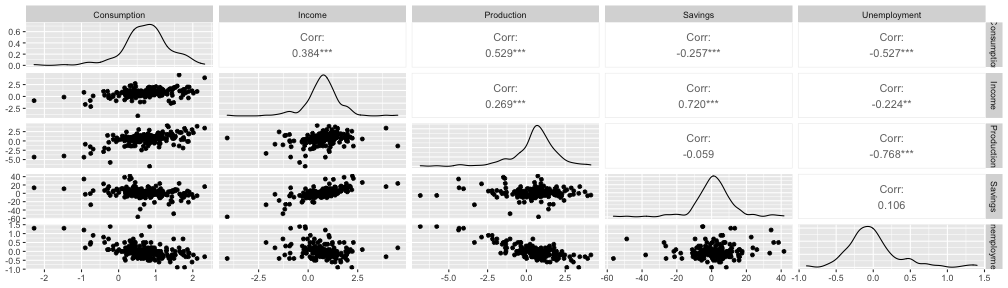 Consumption Income Production Savings Unemployment
0.6
0.4
0.2
0.0
Corr:
0.384***
Corr:
0.529***
Corr:
-0.257***
Corr:
-0.527***
2.5
0.0
-2.5
Corr:
0.269***
Corr:
0.720***
Corr:
-0.224**
Income
5.0
2.5
0.0
-2.5
-5.0
Corr:
-0.059
Corr:
-0.768***
Production
40
20
0
-20
-40
-60
Corr:
0.106
Savings
1.5
1.0
0.5
0.0
-0.5
-1.0
-2 -1 0 1 2
-2.5 0.0 2.5
-5.0 -2.5 0.0 2.5
-60 -40 -20 0 20 40
-1.0 -0.5 0.0 0.5 1.0 1.5